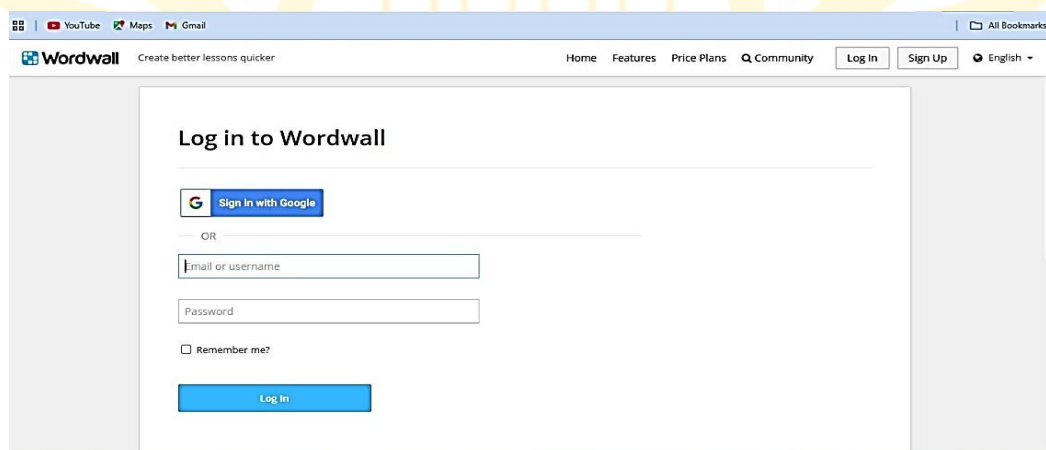 YouTube Maps Gmail All Bookmarks
Wordwall Create better lessons quicker Home Features Price Plans Community Log In Sign Up English
Log in to Wordwall
G Sign in with Google
OR
Email or username
Password
Remember me?
Log In